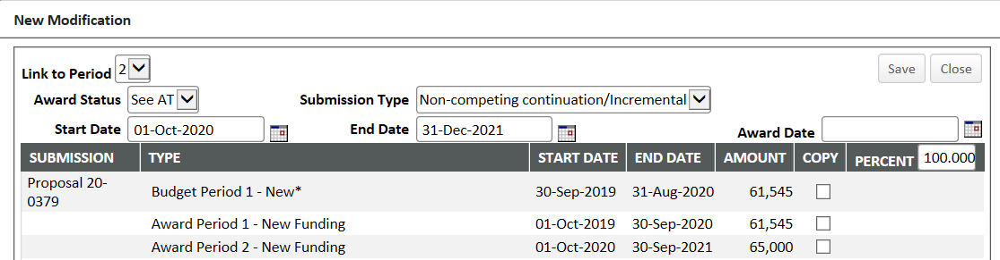 New Modification
Link to Period 2 Save Close
Award Status See AT Submission Type Non-competing continuation/Incremental
Start Date 01-Oct-2020 End Date 31-Dec-2021 Award Date
SUBMISSION TYPE START DATE END DATE AMOUNT COPY PERCENT 100.000
Proposal 20-
0379 Budget Period 1 - New* 30-Sep-2019 31-Aug-2020 61,545
Award Period 1 - New Funding 01-Oct-2019 30-Sep-2020 61,545
Award Period 2 - New Funding 01-Oct-2020 30-Sep-2021 65,000